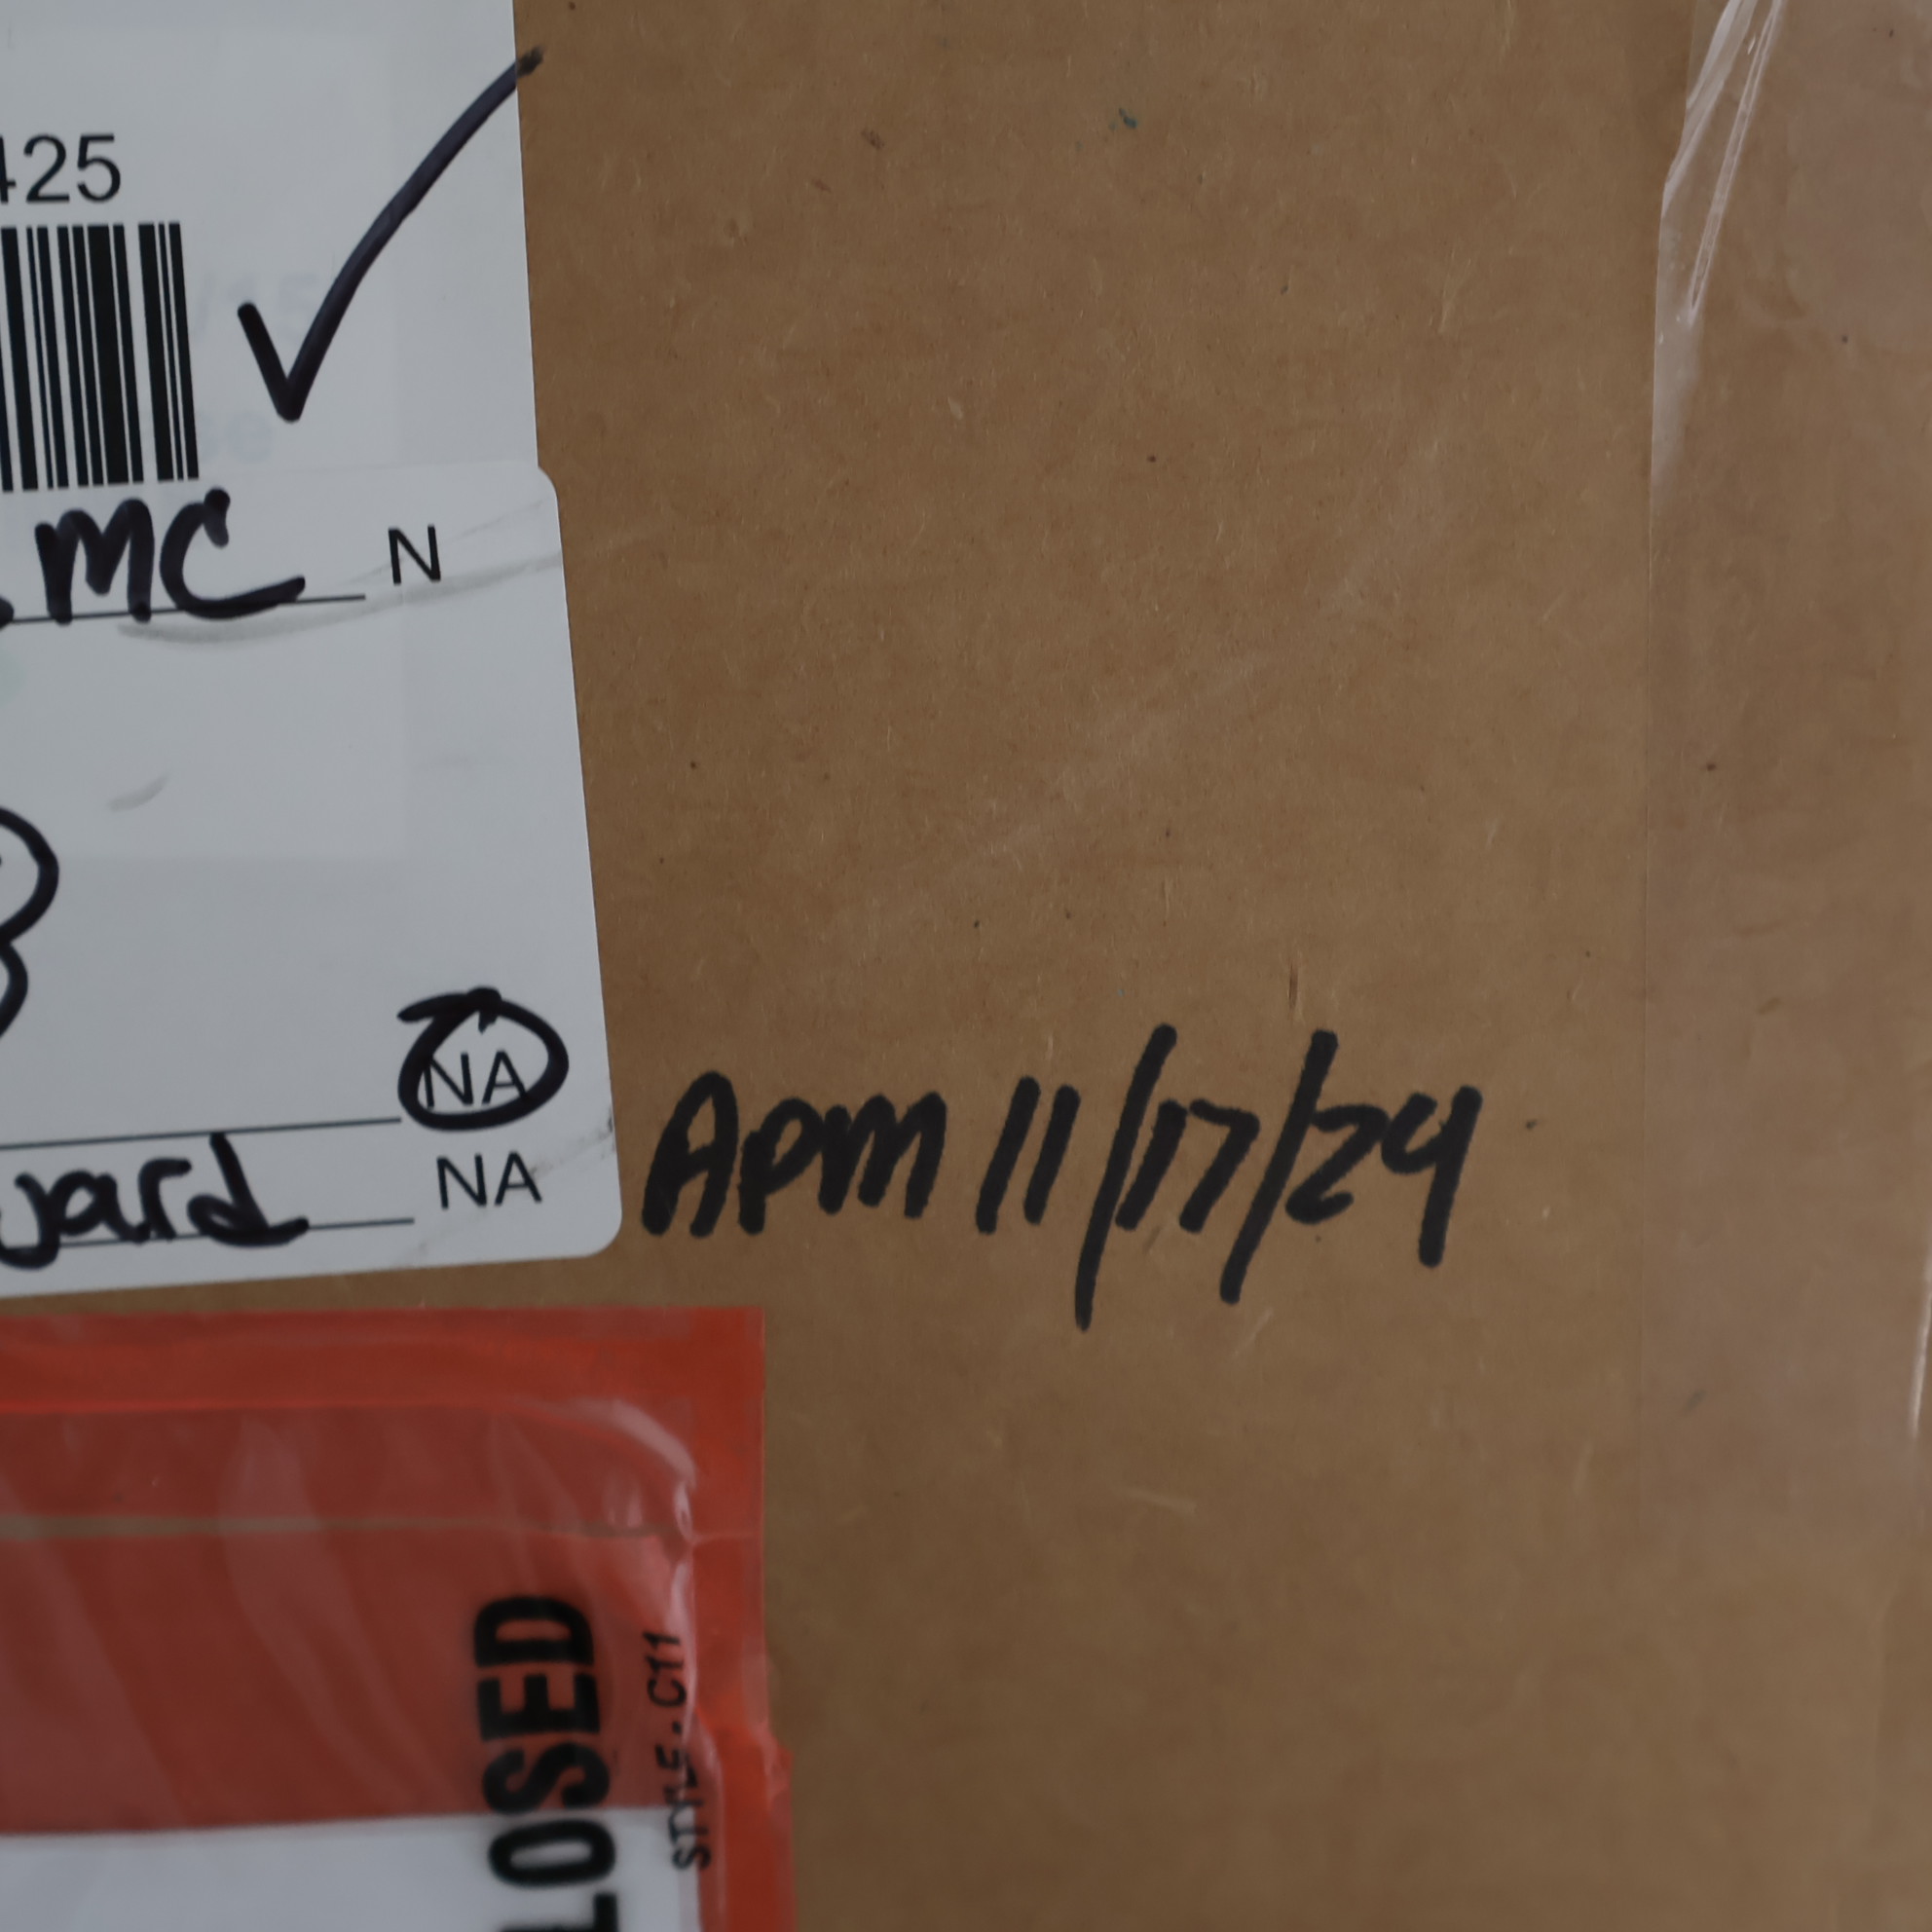 425
MC N
NA
ward NA
APM 11/17/24
LOSED
STYLE. C11